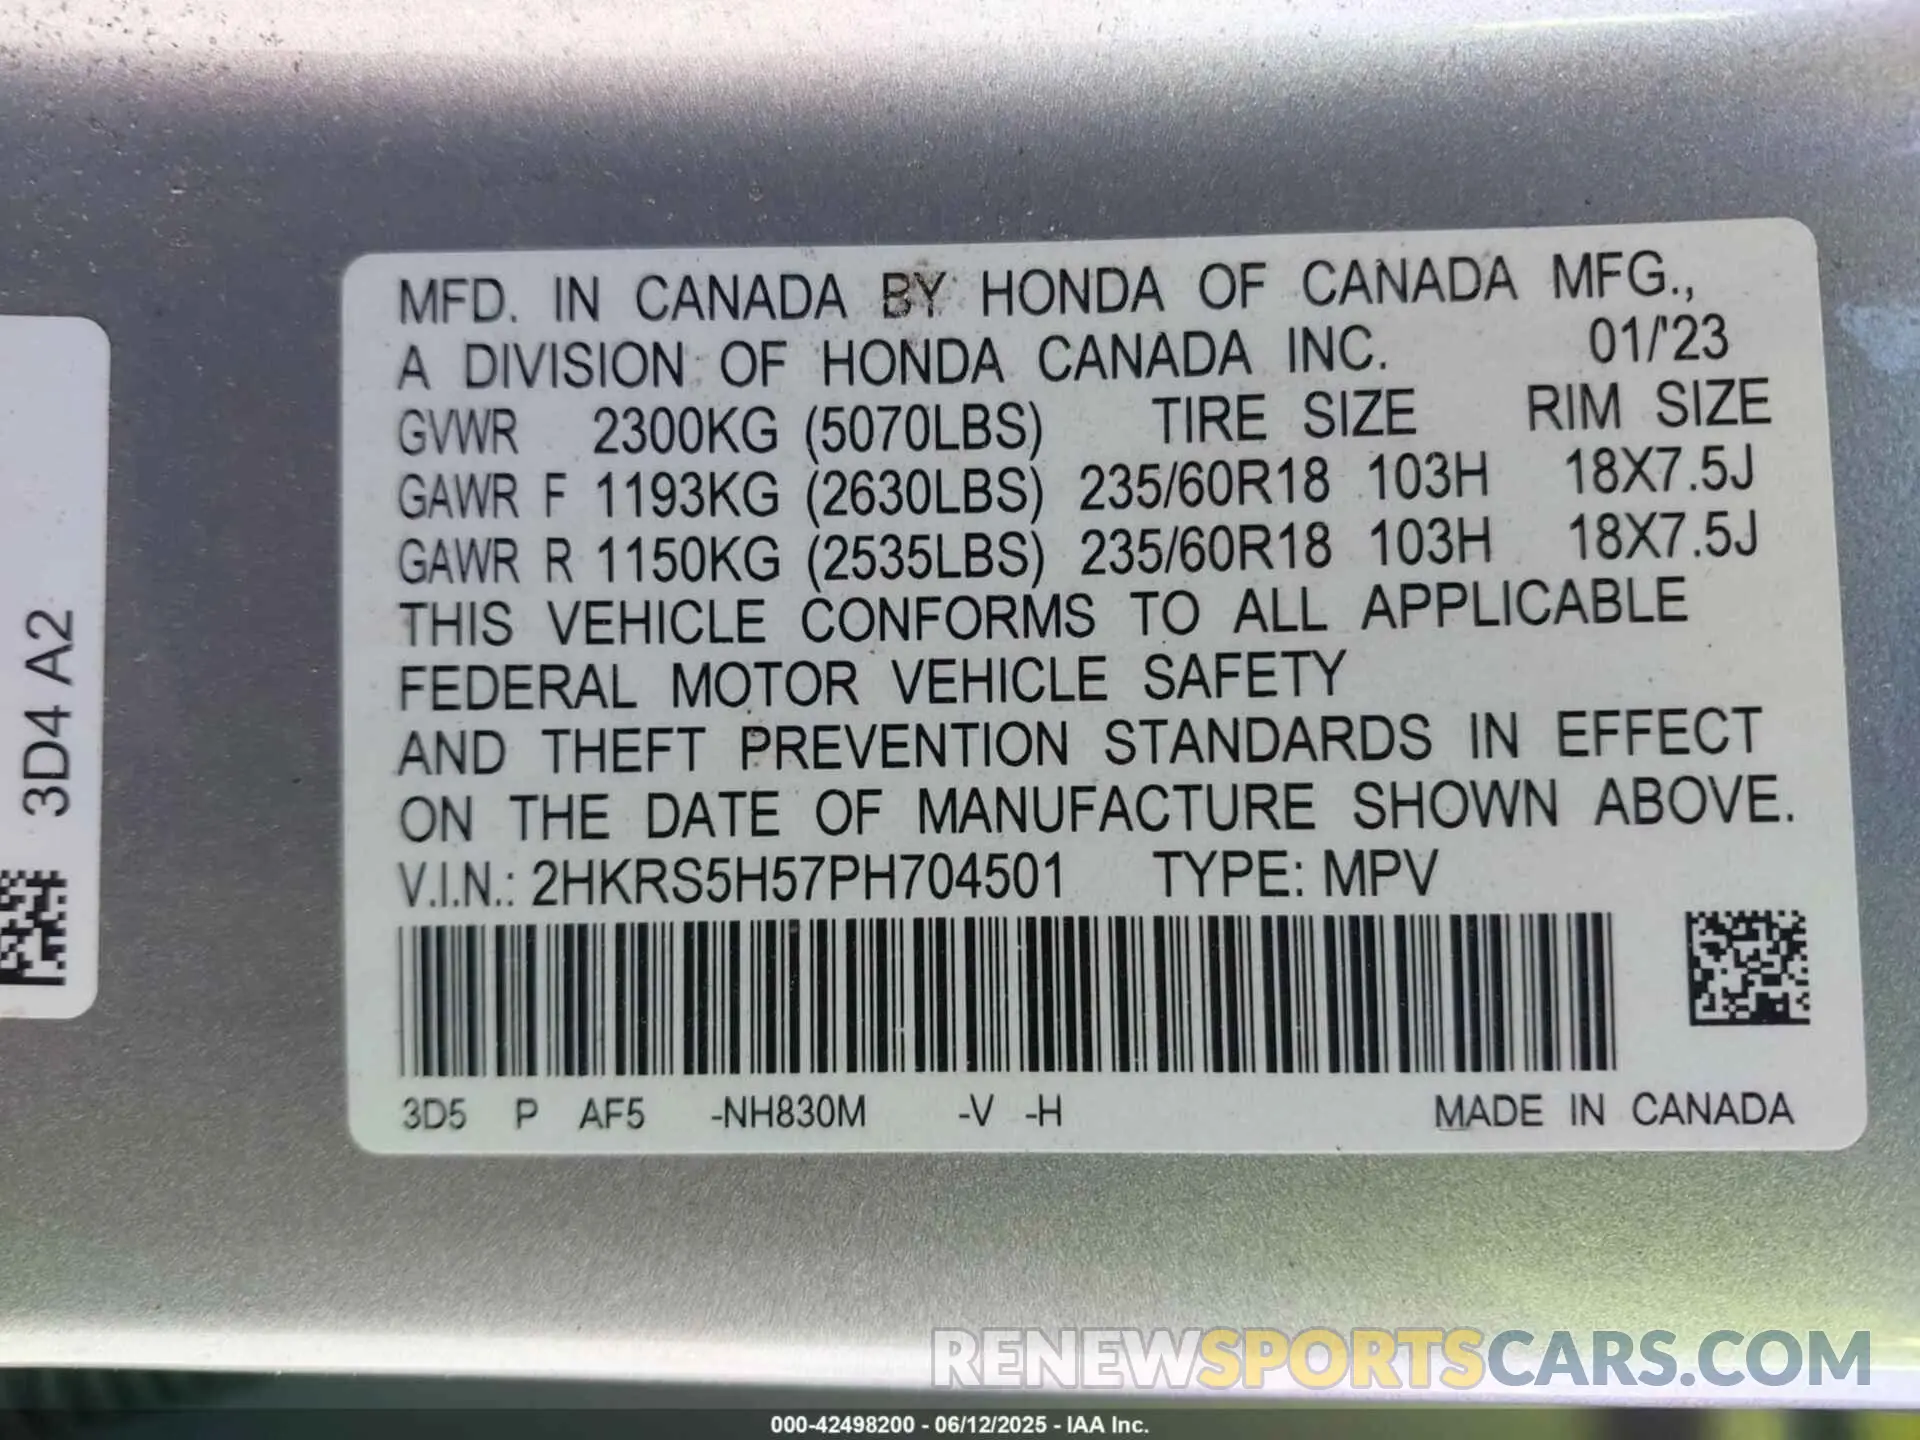 MFD. IN CANADA BY HONDA OF CANADA MFG.,
A DIVISION OF HONDA CANADA INC. 01/'23
GVWR 2300KG (5070LBS) TIRE SIZE RIM SIZE
GAWR F 1193KG (2630LBS) 235/60R18 103H 18X7.5J
GAWR R 1150KG (2535LBS) 235/60R18 103H 18X7.5J
THIS VEHICLE CONFORMS TO ALL APPLICABLE
FEDERAL MOTOR VEHICLE SAFETY
AND THEFT PREVENTION STANDARDS IN EFFECT
ON THE DATE OF MANUFACTURE SHOWN ABOVE.
V.I.N.: 2HKRS5H57PH704501 TYPE: MPV
3D5 P AF5 -NH830M -V -H MADE IN CANADA
3D4 A2
RENEWSPORTSCARS.COM
000-42498200 - 06/12/2025 - IAA Inc.